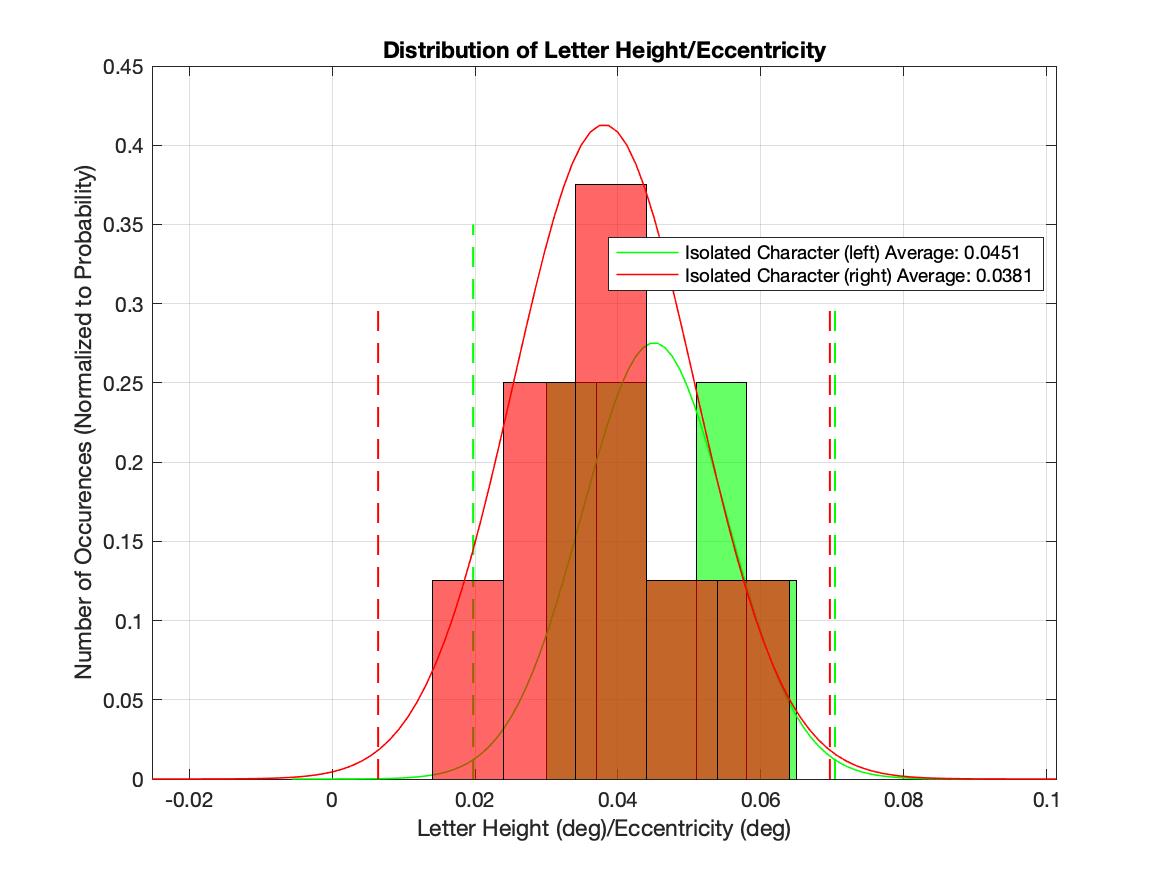 Distribution of Letter Height/Eccentricity
Number of Occurences (Normalized to Probability)
0.45
0.4
0.35
0.3
0.25
0.2
0.15
0.1
0.05
0
Isolated Character (left) Average: 0.0451
Isolated Character (right) Average: 0.0381
-0.02 0 0.02 0.04 0.06 0.08 0.1
Letter Height (deg)/Eccentricity (deg)